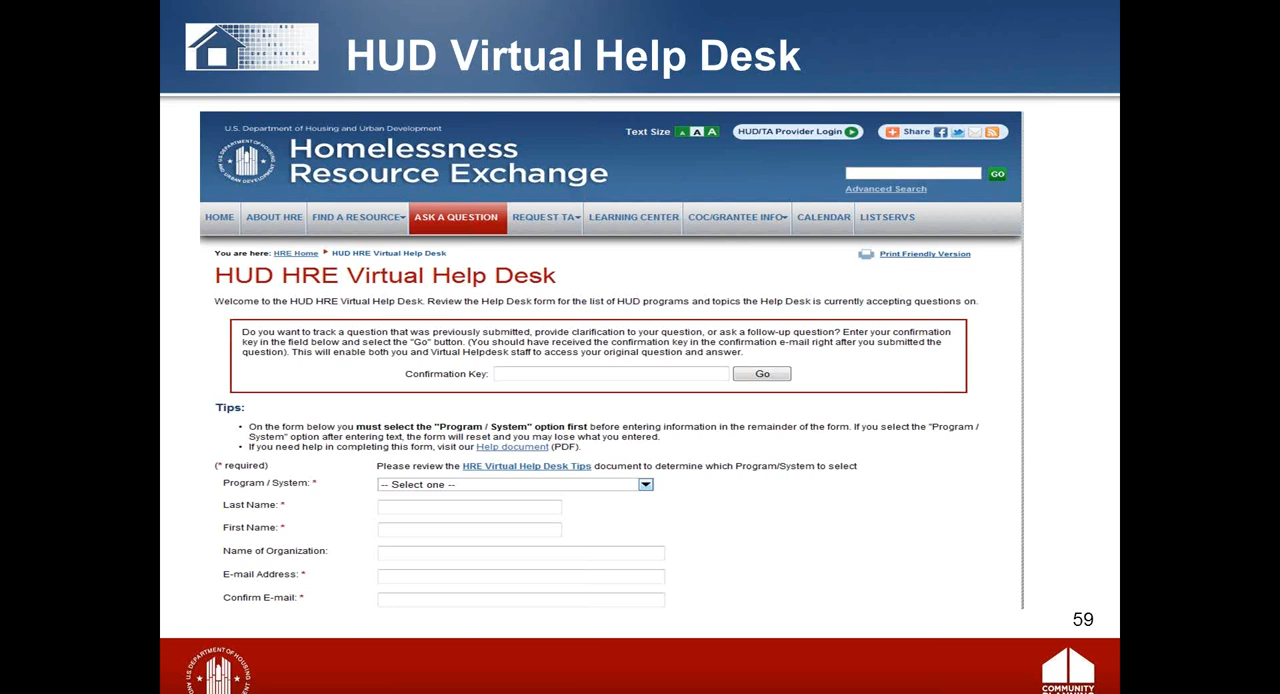 HUD Virtual Help Desk
U.S. Department of Housing and Urban Development
Homelessness
Resource Exchange
Text Size A A A
HUD/TA Provider Login
Share
GO
Advanced Search
HOME ABOUT HRE FIND A RESOURCE ASK A QUESTION REQUEST TA LEARNING CENTER COC/GRANTEE INFO CALENDAR LISTSERVS
You are here: HRE Home HUD HRE Virtual Help Desk
Print Friendly Version
HUD HRE Virtual Help Desk
Welcome to the HUD HRE Virtual Help Desk. Review the Help Desk form for the list of HUD programs and topics the Help Desk is currently accepting questions on.
Do you want to track a question that was previously submitted, provide clarification to your question, or ask a follow-up question? Enter your confirmation
key in the field below and select the "Go" button. (You should have received the confirmation key in the confirmation e-mail right after you submitted the
question). This will enable both you and Virtual Helpdesk staff to access your original question and answer.
Confirmation Key: Go
Tips:
• On the form below you must select the "Program / System" option first before entering information in the remainder of the form. If you select the "Program /
System" option after entering text, the form will reset and you may lose what you entered.
• If you need help in completing this form, visit our Help document (PDF).
(* required) Please review the HRE Virtual Help Desk Tips document to determine which Program/System to select
Program / System: * -- Select one --
Last Name: *
First Name: *
Name of Organization:
E-mail Address: *
Confirm E-mail: *
59
U.S. DEPARTMENT OF HOUSING
COMMUNITY
PLANNING